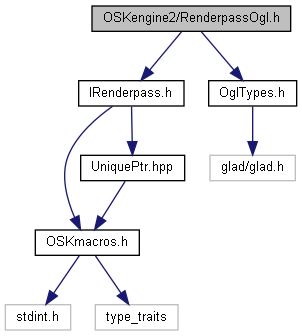 OSKengine2/RenderpassOgl.h
IRenderpass.h
OglTypes.h
UniquePtr.hpp
glad/glad.h
OSKmacros.h
stdint.h
type_traits